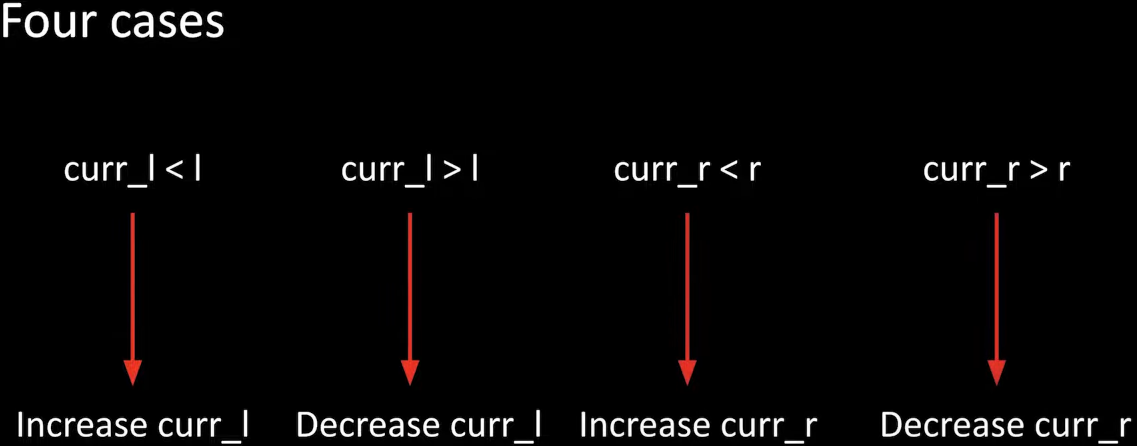 Four cases
curr_l < l
curr_l > l
curr_r < r
curr_r > r
Increase curr_l
Decrease curr_l
Increase curr_r
Decrease curr_r